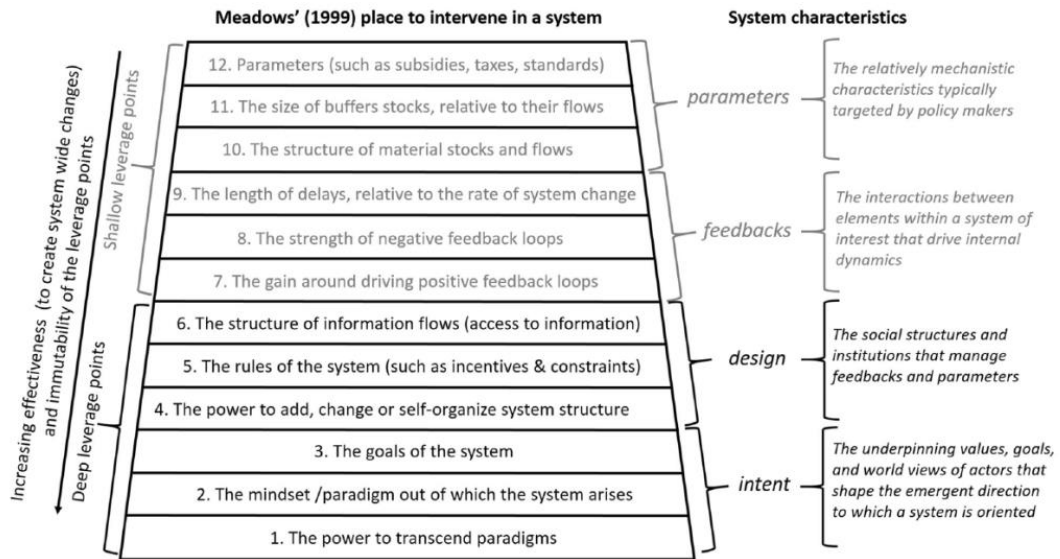 Meadows' (1999) place to intervene in a system
System characteristics
Increasing effectiveness (to create system wide changes)
and immutability of the leverage points
Shallow leverage points
Deep leverage points
12. Parameters (such as subsidies, taxes, standards)
11. The size of buffers stocks, relative to their flows
10. The structure of material stocks and flows
9. The length of delays, relative to the rate of system change
8. The strength of negative feedback loops
7. The gain around driving positive feedback loops
6. The structure of information flows (access to information)
5. The rules of the system (such as incentives & constraints)
4. The power to add, change or self-organize system structure
3. The goals of the system
2. The mindset /paradigm out of which the system arises
1. The power to transcend paradigms
parameters
The relatively mechanistic
characteristics typically
targeted by policy makers
feedbacks
The interactions between
elements within a system of
interest that drive internal
dynamics
design
The social structures and
institutions that manage
feedbacks and parameters
intent
The underpinning values, goals,
and world views of actors that
shape the emergent direction
to which a system is oriented